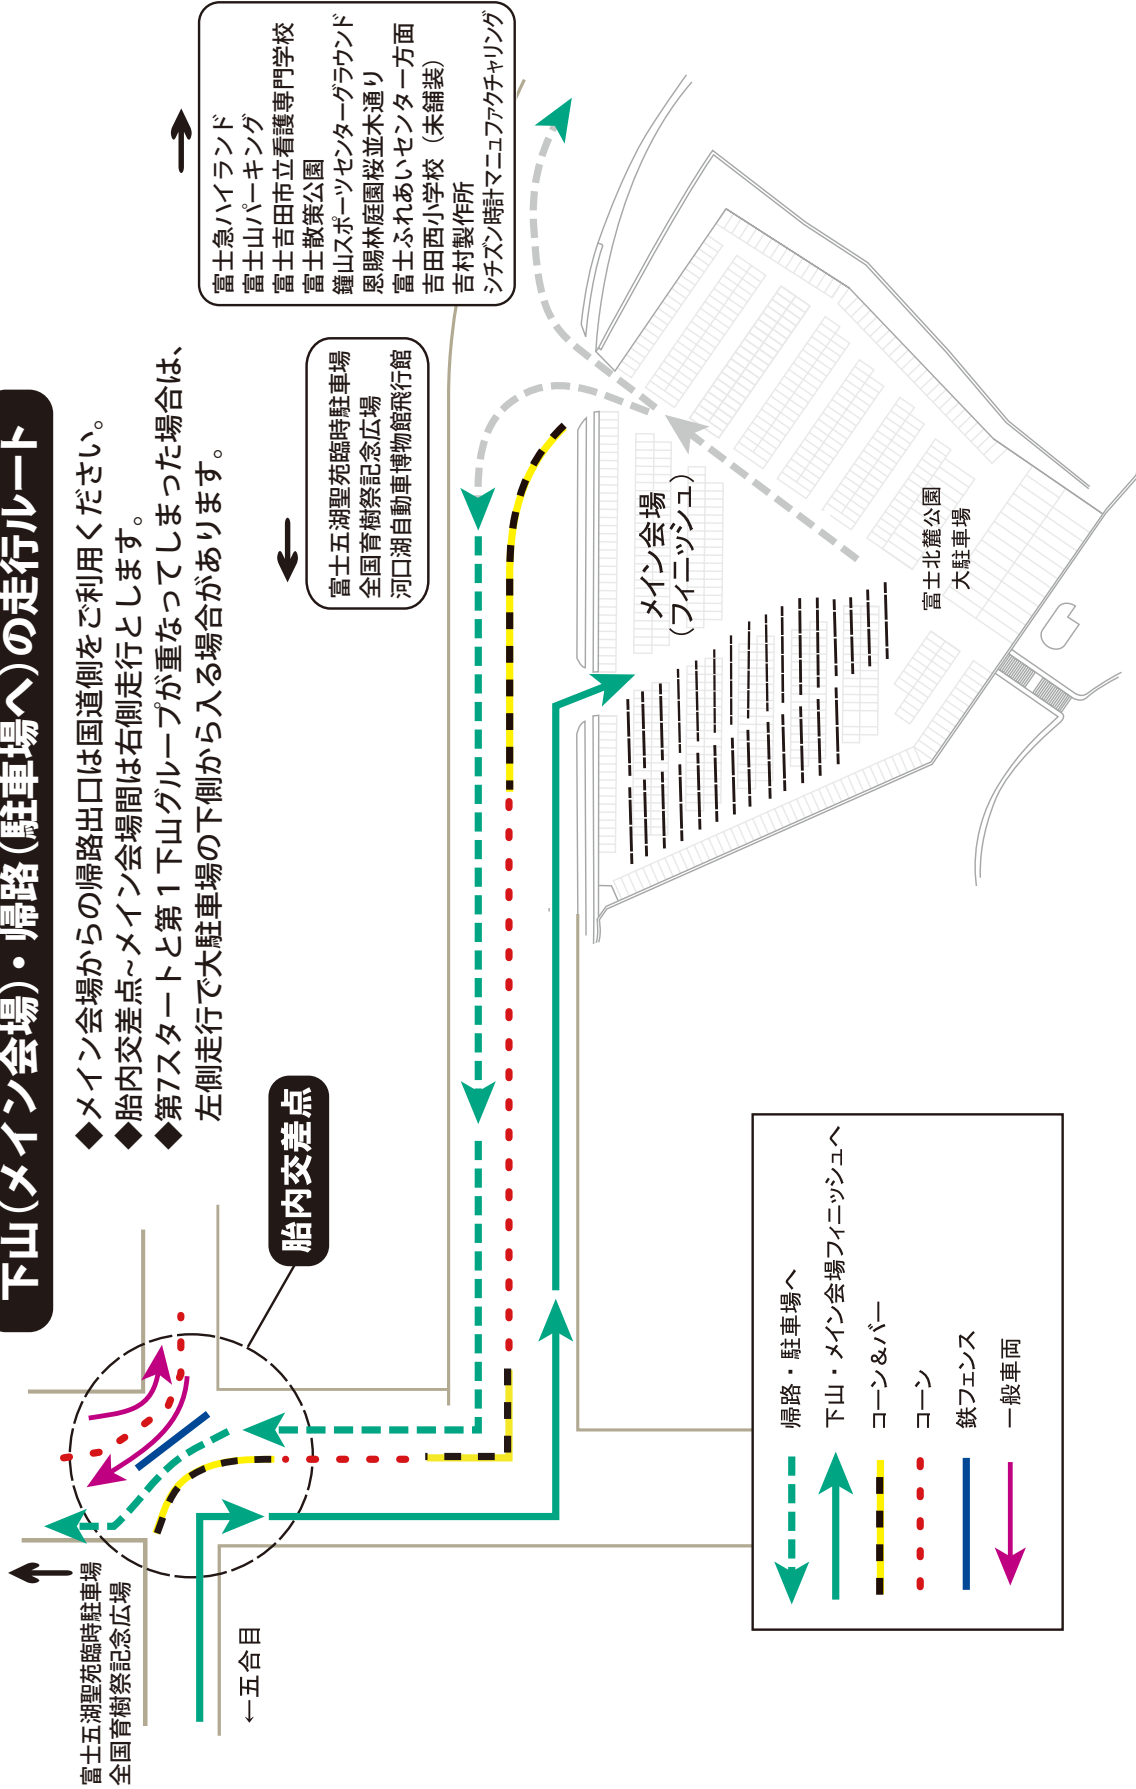 下山(メイン会場)・帰路(駐車場へ)の走行ルート
◆メイン会場からの帰路出口は国道側をご利用ください。
◆胎内交差点~メイン会場間は右側走行とします。
◆第7スタートと第1下山グループが重なってしまった場合は、
左側走行で大駐車場の下側から入る場合があります。
富士急ハイランド
富士山パーキング
富士吉田市立看護専門学校
富士散策公園
鐘山スポーツセンターグラウンド
恩賜林庭園桜並木通り
富士ふれあいセンター方面
吉田西小学校（未舗装）
吉村製作所
シチズン時計マニュファクチャリング
富士五湖聖苑臨時駐車場
全国育樹祭記念広場
河口湖自動車博物館飛行館
胎内交差点
メイン会場
(フィニッシュ)
富士北麓公園
大駐車場
富士五湖聖苑臨時駐車場
全国育樹祭記念広場
←五合目
帰路・駐車場へ
下山・メイン会場フィニッシュへ
コーン&バー
コーン
鉄フェンス
一般車両